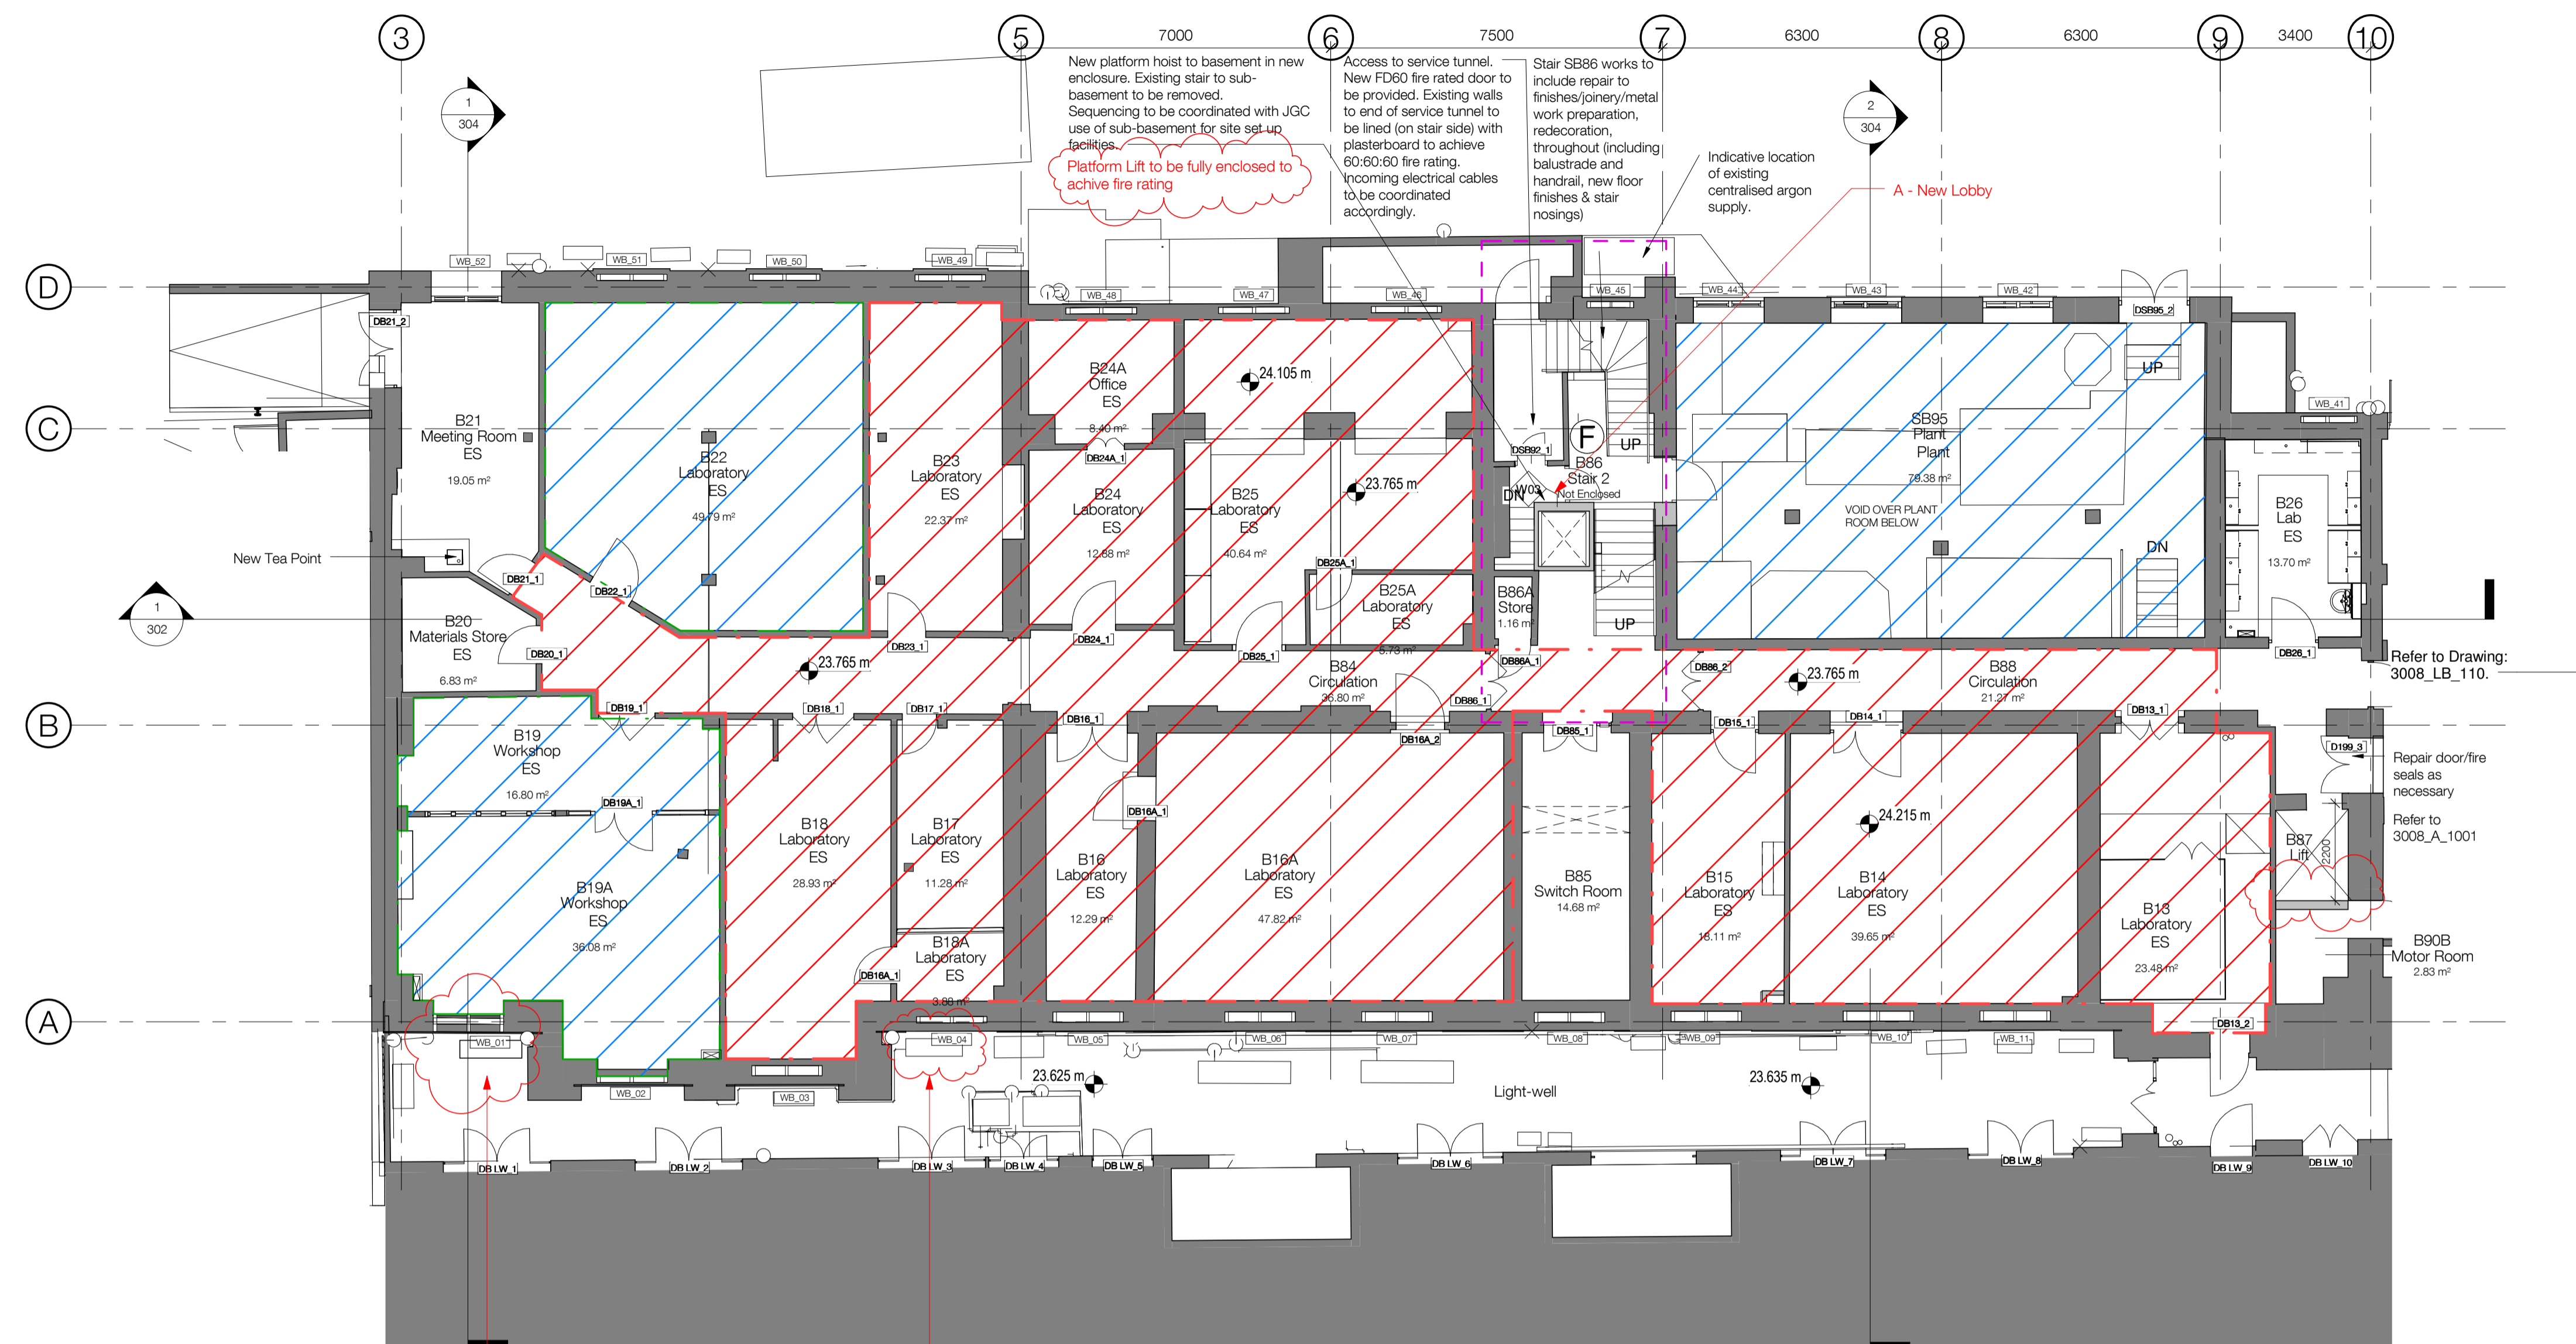 3
5
7000
6
7500
7
6300
8
6300
9
3400
10
1
304
New platform hoist to basement in new
enclosure. Existing stair to sub-
basement to be removed.
Sequencing to be coordinated with JGC
use of sub-basement for site set up
facilities.
Platform Lift to be fully enclosed to
achive fire rating
Access to service tunnel.
New FD60 fire rated door to
be provided. Existing walls
to end of service tunnel to
be lined (on stair side) with
plasterboard to achieve
60:60:60 fire rating.
Incoming electrical cables
to be coordinated
accordingly.
Stair SB86 works to
include repair to
finishes/joinery/metal
work preparation,
redecoration,
throughout (including
balustrade and
handrail, new floor
finishes & stair
nosings)
Indicative location
of existing
centralised argon
supply.
2
304
A - New Lobby
WB_52
WB_51
WB_50
WB_49
WB_48
WB_47
WB_46
WB_45
WB_44
WB_43
WB_42
D
DB21_2
DSB95_2
B24A
Office
ES
8.40 m²
24.105 m
UP
WB_41
C
B21
Meeting Room
ES
19.05 m²
B22
Laboratory
ES
49.79 m²
B23
Laboratory
ES
22.37 m²
DB24A_1
B24
Laboratory
ES
12.88 m²
B25
Laboratory
ES
40.64 m²
23.765 m
F
UP
DSB92_1
B86
Stair 2
Not Enclosed
DN
W03
SB95
Plant
Plant
79.38 m²
VOID OVER PLANT
ROOM BELOW
DN
B26
Lab
ES
13.70 m²
New Tea Point
DB21_1
DB22_1
DB25A_1
B25A
Laboratory
ES
5.73 m²
B86A
Store
1.16 m²
UP
1
302
B20
Materials Store
ES
6.83 m²
DB20_1
DB23_1
DB24_1
DB25_1
DB86A_1
DB26_1
23.765 m
B84
Circulation
36.80 m²
DB86_1
DB86_2
23.765 m
B88
Circulation
21.27 m²
Refer to Drawing:
3008_LB_110.
B
DB19_1
DB18_1
DB17_1
DB16_1
DB16A_2
DB85_1
DB15_1
DB14_1
DB13_1
D199_3
B19
Workshop
ES
16.80 m²
DB19A_1
DB16A_1
Repair door/fire
seals as
necessary
Refer to
3008_A_1001
24.215 m
B18
Laboratory
ES
28.93 m²
B17
Laboratory
ES
11.28 m²
B87
Lift
2200
B19A
Workshop
ES
36.08 m²
B16
Laboratory
ES
12.29 m²
B16A
Laboratory
ES
47.82 m²
B85
Switch Room
14.68 m²
B15
Laboratory
ES
18.11 m²
B14
Laboratory
ES
39.65 m²
B13
Laboratory
ES
23.48 m²
B18A
Laboratory
ES
3.88 m²
DB16A_1
B90B
Motor Room
2.83 m²
A
DB13_2
WB_01
WB_04
WB_05
WB_06
WB_07
WB_08
WB_09
WB_10
WB_11
23.625 m
23.635 m
WB_02
WB_03
Light-well
DB LW_1
DB LW_2
DB LW_3
DB LW_4
DB LW_5
DB LW_6
DB LW_7
DB LW_8
DB LW_9
DB LW_10